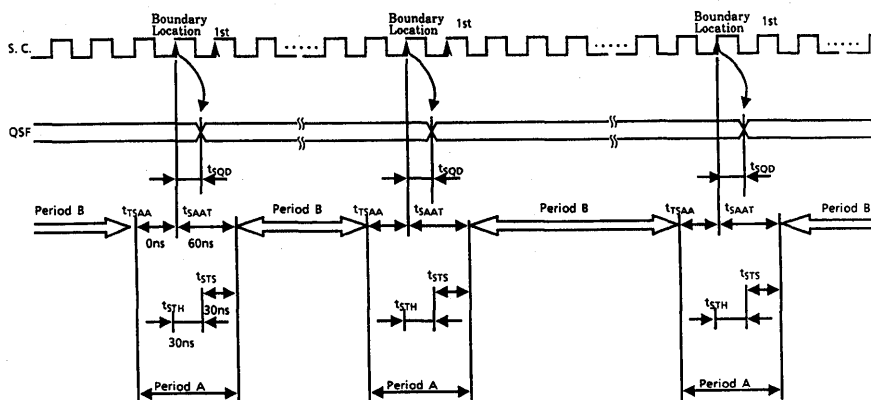 Boundary
Location
1st
Boundary
Location
1st
Boundary
Location
1st
S. C.
QSF
tSQD
tSQD
tSQD
Period B
tTSAA
tSAAT
Period B
tTSAA
tSAAT
Period B
tTSAA
tSAAT
Period B
0ns
60ns
tSTS
tSTS
tSTS
tSTH
30ns
tSTH
tSTH
30ns
Period A
Period A
Period A